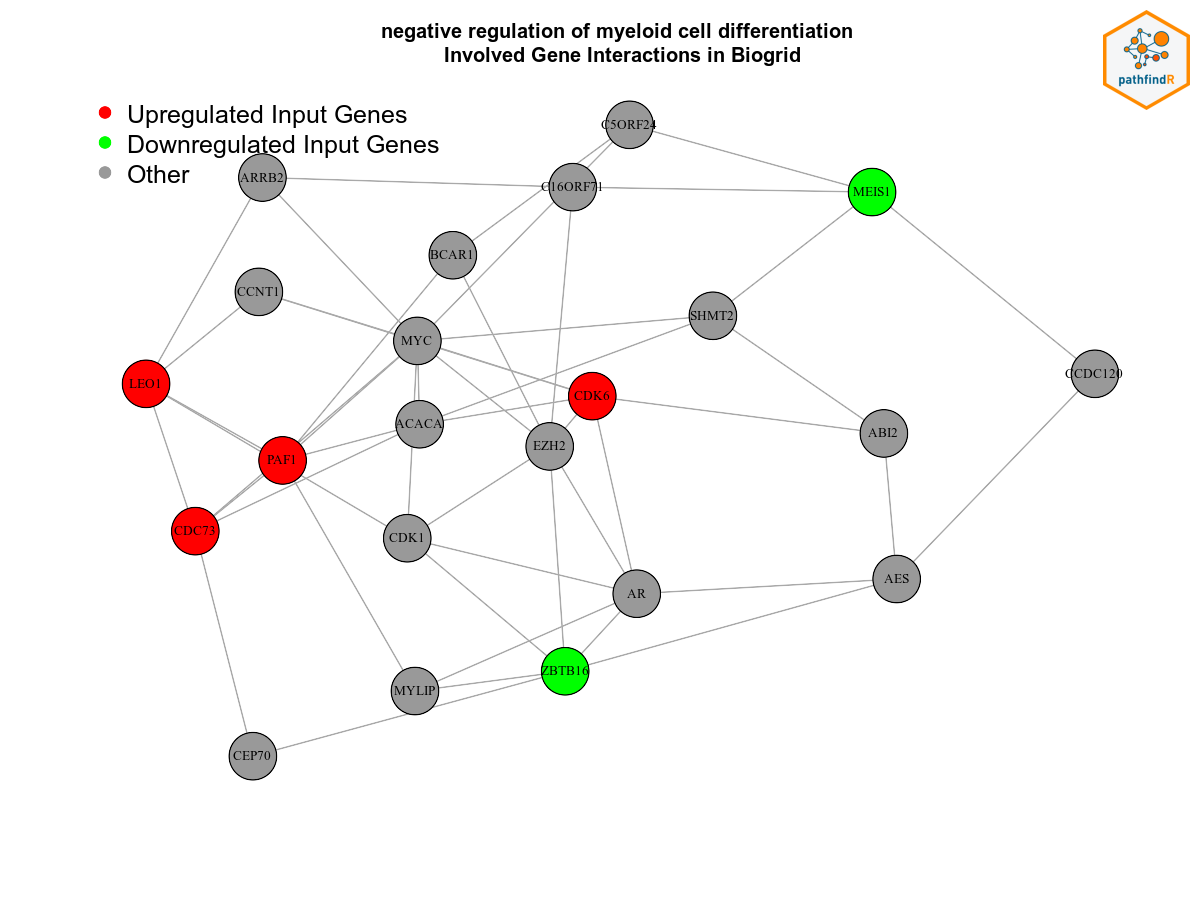 negative regulation of myeloid cell differentiation
Involved Gene Interactions in Biogrid
pathfindR
Upregulated Input Genes
Downregulated Input Genes
Other
C5ORF24
ARRB2
C16ORF71
MEIS1
BCAR1
CCNT1
SHMT2
MYC
CCDC120
LEO1
CDK6
ACACA
ABI2
EZH2
PAF1
CDC73
CDK1
AES
AR
ZBTB16
MYLIP
CEP70